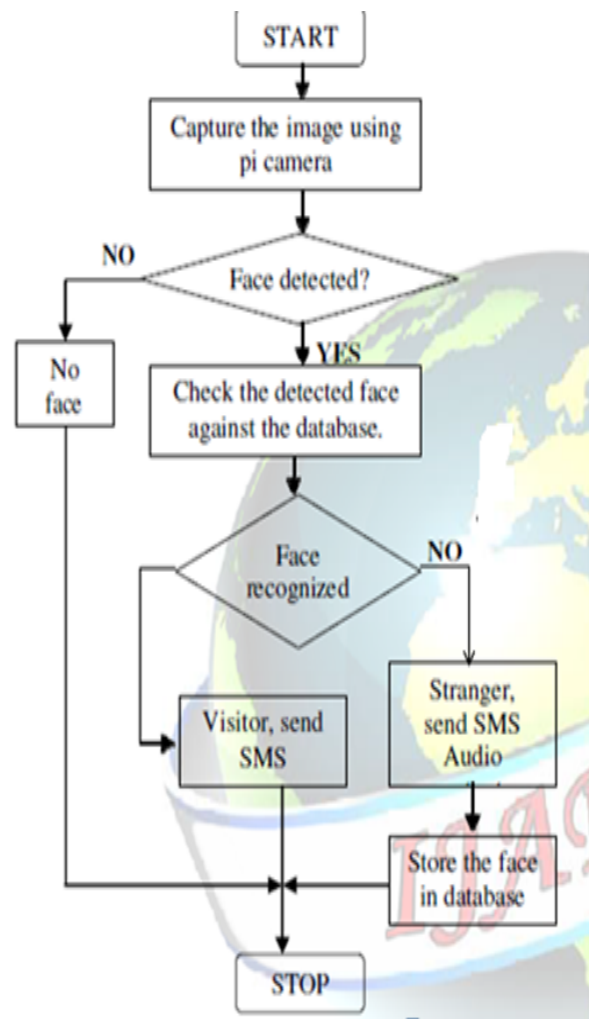 START
Capture the image using
pi camera
NO
Face detected?
YES
No
face
Check the detected face
against the database.
Face
recognized
NO
Visitor, send
SMS
Stranger,
send SMS
Audio
Store the face
in database
STOP